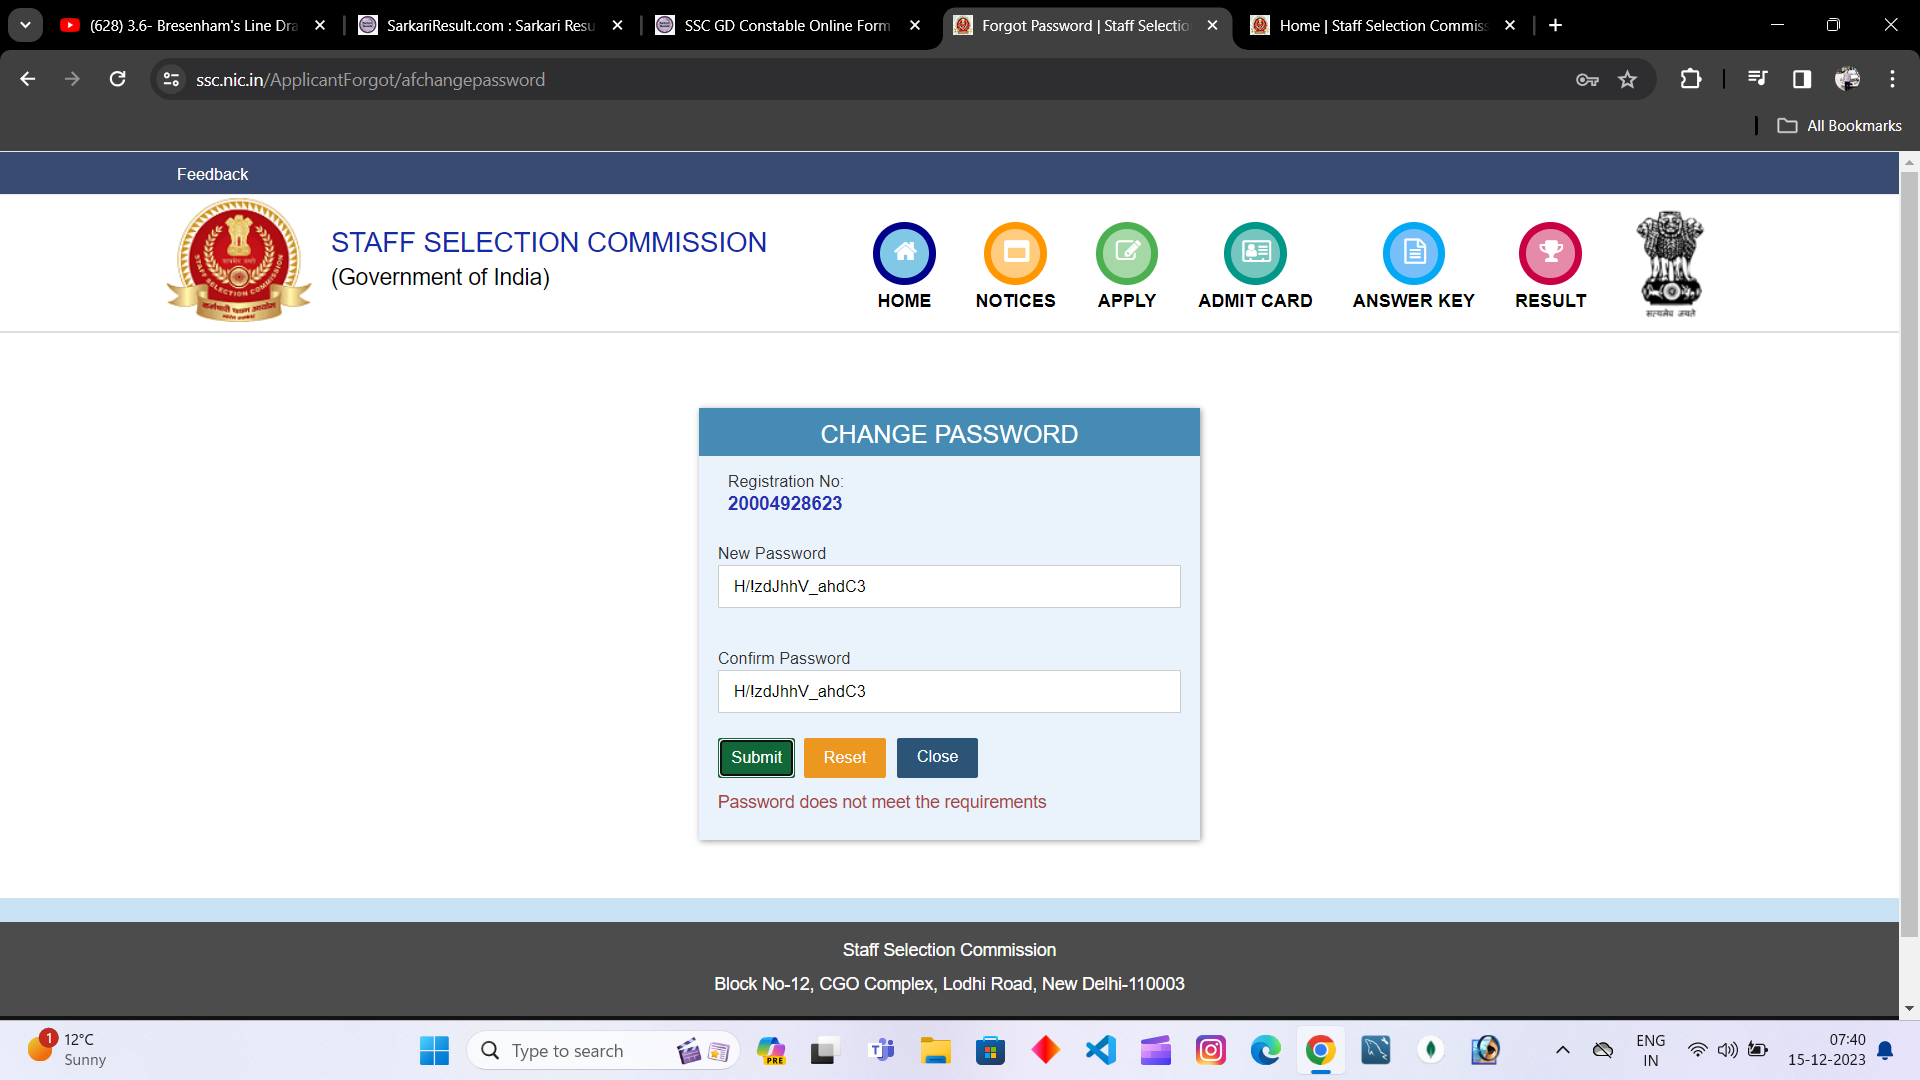 (628) 3.6- Bresenham's Line Dra
SarkariResult.com : Sarkari Resu
SSC GD Constable Online Form
Forgot Password | Staff Selectio
Home | Staff Selection Commiss
ssc.nic.in/ApplicantForgot/afchangepassword
All Bookmarks
Feedback
STAFF SELECTION COMMISSION
(Government of India)
HOME
NOTICES
APPLY
ADMIT CARD
ANSWER KEY
RESULT
सत्यमेव जयते
CHANGE PASSWORD
Registration No:
20004928623
New Password
H/!zdJhhV_ahdC3
Confirm Password
H/!zdJhhV_ahdC3
Submit
Reset
Close
Password does not meet the requirements
Staff Selection Commission
Block No-12, CGO Complex, Lodhi Road, New Delhi-110003
1
12°C
Sunny
Type to search
PRE
ENG
IN
07:40
15-12-2023